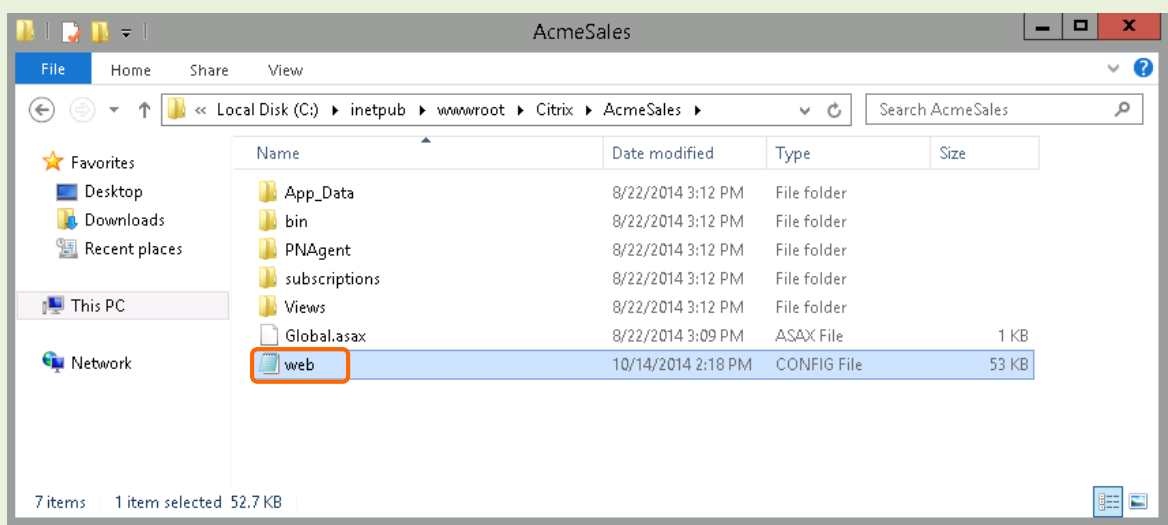 AcmeSales
File Home Share View
« Local Disk (C:) ▸ inetpub ▸ wwwroot ▸ Citrix ▸ AcmeSales ▸ Search AcmeSales
Name Date modified Type Size
Favorites
Desktop
Downloads
Recent places
This PC
Network
App_Data 8/22/2014 3:12 PM File folder
bin 8/22/2014 3:12 PM File folder
PNAgent 8/22/2014 3:12 PM File folder
subscriptions 8/22/2014 3:12 PM File folder
Views 8/22/2014 3:12 PM File folder
Global.asax 8/22/2014 3:09 PM ASAX File 1 KB
web 10/14/2014 2:18 PM CONFIG File 53 KB
7 items 1 item selected 52.7 KB